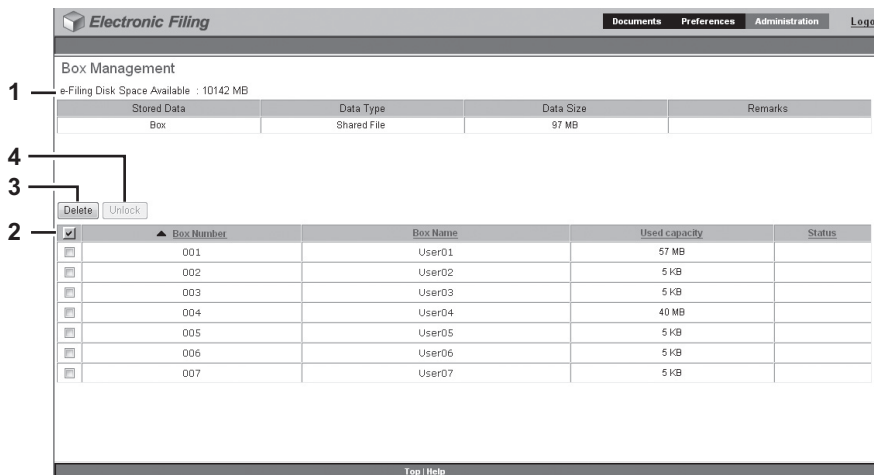 Electronic Filing
Documents Preferences Administration Logo
Box Management
1
e-Filing Disk Space Available : 10142 MB
Stored Data Data Type Data Size Remarks
Box Shared File 97 MB
4
3
Delete Unlock
2
Box Number Box Name Used capacity Status
001 User01 57 MB
002 User02 5 KB
003 User03 5 KB
004 User04 40 MB
005 User05 5 KB
006 User06 5 KB
007 User07 5 KB
Top | Help